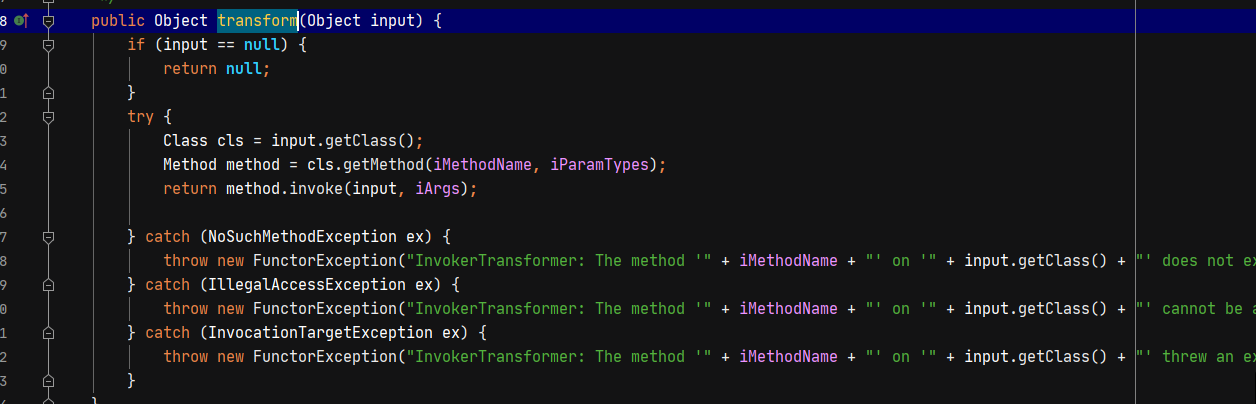 8 public Object transform(Object input) {
9 if (input == null) {
0 return null;
1 }
2 try {
3 Class cls = input.getClass();
4 Method method = cls.getMethod(iMethodName, iParamTypes);
5 return method.invoke(input, iArgs);
6
7 } catch (NoSuchMethodException ex) {
8 throw new FunctorException("InvokerTransformer: The method '" + iMethodName + "' on '" + input.getClass() + "' does not ex
9 } catch (IllegalAccessException ex) {
0 throw new FunctorException("InvokerTransformer: The method '" + iMethodName + "' on '" + input.getClass() + "' cannot be a
1 } catch (InvocationTargetException ex) {
2 throw new FunctorException("InvokerTransformer: The method '" + iMethodName + "' on '" + input.getClass() + "' threw an ex
3 }